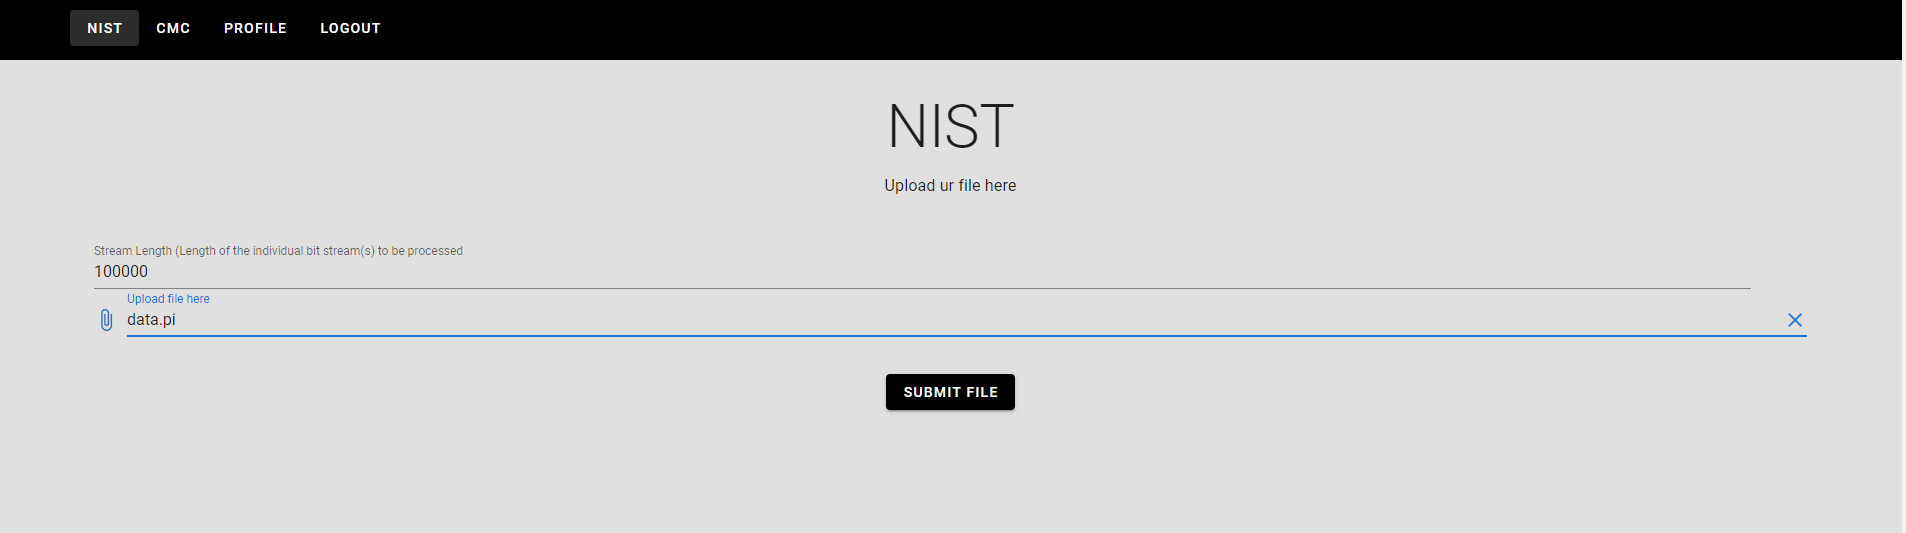 NIST CMC PROFILE LOGOUT
NIST
Upload ur file here
Stream Length (Length of the individual bit stream(s) to be processed
100000
Upload file here
data.pi
SUBMIT FILE